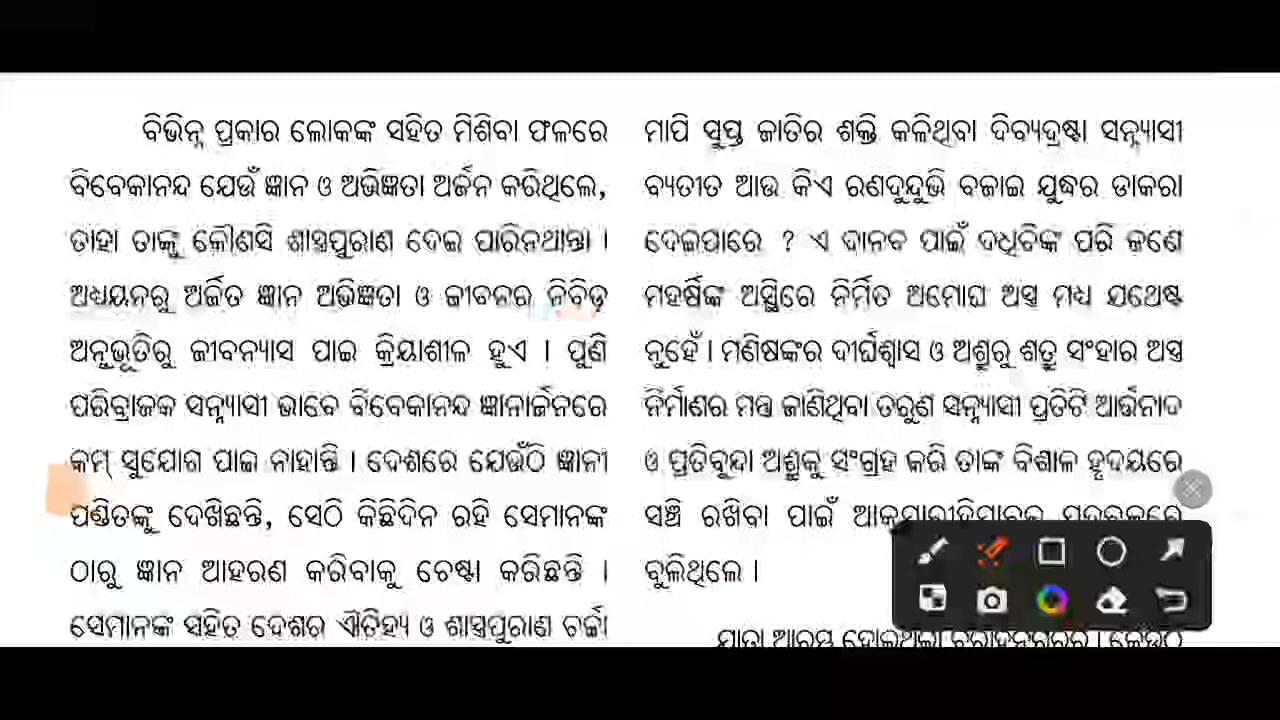 ବିଭିନ୍ନ ପ୍ରକାର ଲୋକଙ୍କ ସହିତ ମିଶିବା ଫଳରେ
ବିବେକାନନ୍ଦ ଯେଉଁ ଜ୍ଞାନ ଓ ଅଭିଜ୍ଞତା ଅର୍ଜନ କରିଥିଲେ,
ତାହା ତାଙ୍କୁ କୌଣସି ଶାସ୍ତ୍ରପୁରାଣ ଦେଇ ପାରିନଥାନ୍ତା ।
ଅଧ୍ୟୟନରୁ ଅର୍ଜିତ ଜ୍ଞାନ ଅଭିଜ୍ଞତା ଓ ଜୀବନର ନିବିଡ଼
ଅନୁଭୂତିରୁ ଜୀବନ୍ୟାସ ପାଇ କ୍ରିୟାଶୀଳ ହୁଏ । ପୁଣି
ପରିବ୍ରାଜକ ସନ୍ନ୍ୟାସୀ ଭାବେ ବିବେକାନନ୍ଦ ଜ୍ଞାନାର୍ଜନରେ
କମ୍ ସୁଯୋଗ ପାଇ ନାହାନ୍ତି । ଦେଶରେ ଯେଉଁଠି ଜ୍ଞାନୀ
ପଣ୍ଡିତଙ୍କୁ ଦେଖିଛନ୍ତି, ସେଠି କିଛିଦିନ ରହି ସେମାନଙ୍କ
ଠାରୁ ଜ୍ଞାନ ଆହରଣ କରିବାକୁ ଚେଷ୍ଟା କରିଛନ୍ତି ।
ସେମାନଙ୍କ ସହିତ ଦେଶର ଐତିହ୍ୟ ଓ ଶାସ୍ତ୍ରପୁରାଣ ଚର୍ଚ୍ଚା
ମାପି ସୁପ୍ତ ଜାତିର ଶକ୍ତି କଳିଥିବା ଦିବ୍ୟଦ୍ରଷ୍ଟା ସନ୍ନ୍ୟାସୀ
ବ୍ୟତୀତ ଆଉ କିଏ ରଣଦୁନ୍ଦୁଭି ବଜାଇ ଯୁଦ୍ଧର ଡାକରା
ଦେଇପାରେ ? ଏ ଦାନବ ପାଇଁ ଦଧିଚିଙ୍କ ପରି ଜଣେ
ମହର୍ଷିଙ୍କ ଅସ୍ଥିରେ ନିର୍ମିତ ଅମୋଘ ଅସ୍ତ୍ର ମଧ୍ୟ ଯଥେଷ୍ଟ
ନୁହେଁ । ମଣିଷଙ୍କର ଦୀର୍ଘଶ୍ୱାସ ଓ ଅଶ୍ରୁରୁ ଶତ୍ରୁ ସଂହାର ଅସ୍ତ୍ର
ନିର୍ମାଣର ମନ୍ତ୍ର ଜାଣିଥିବା ତରୁଣ ସନ୍ନ୍ୟାସୀ ପ୍ରତିଟି ଆର୍ତ୍ତନାଦ
ଓ ପ୍ରତିବୁନ୍ଦା ଅଶ୍ରୁକୁ ସଂଗ୍ରହ କରି ତାଙ୍କ ବିଶାଳ ହୃଦୟରେ
ସଞ୍ଚି ରଖିବା ପାଇଁ
ବୁଲିଥିଲେ ।